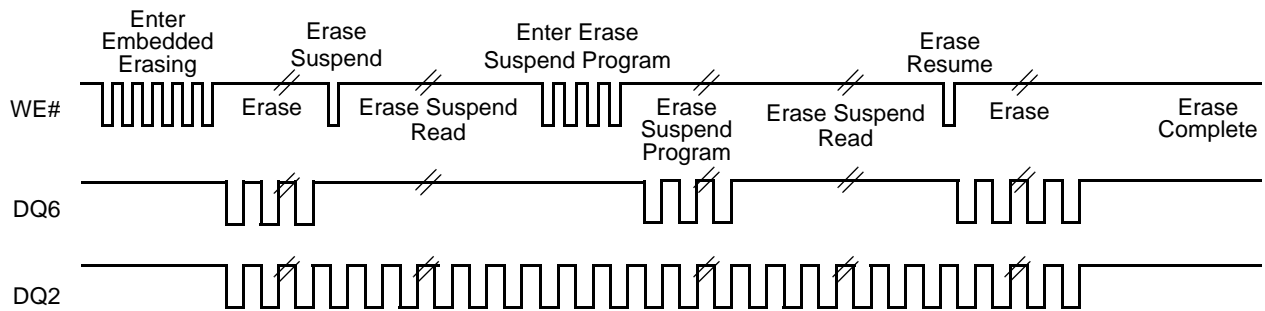 Enter
Embedded
Erasing
Erase
Suspend
Enter Erase
Suspend Program
Erase
Resume
WE#
Erase
Erase Suspend
Read
Erase
Suspend
Program
Erase Suspend
Read
Erase
Erase
Complete
DQ6
DQ2